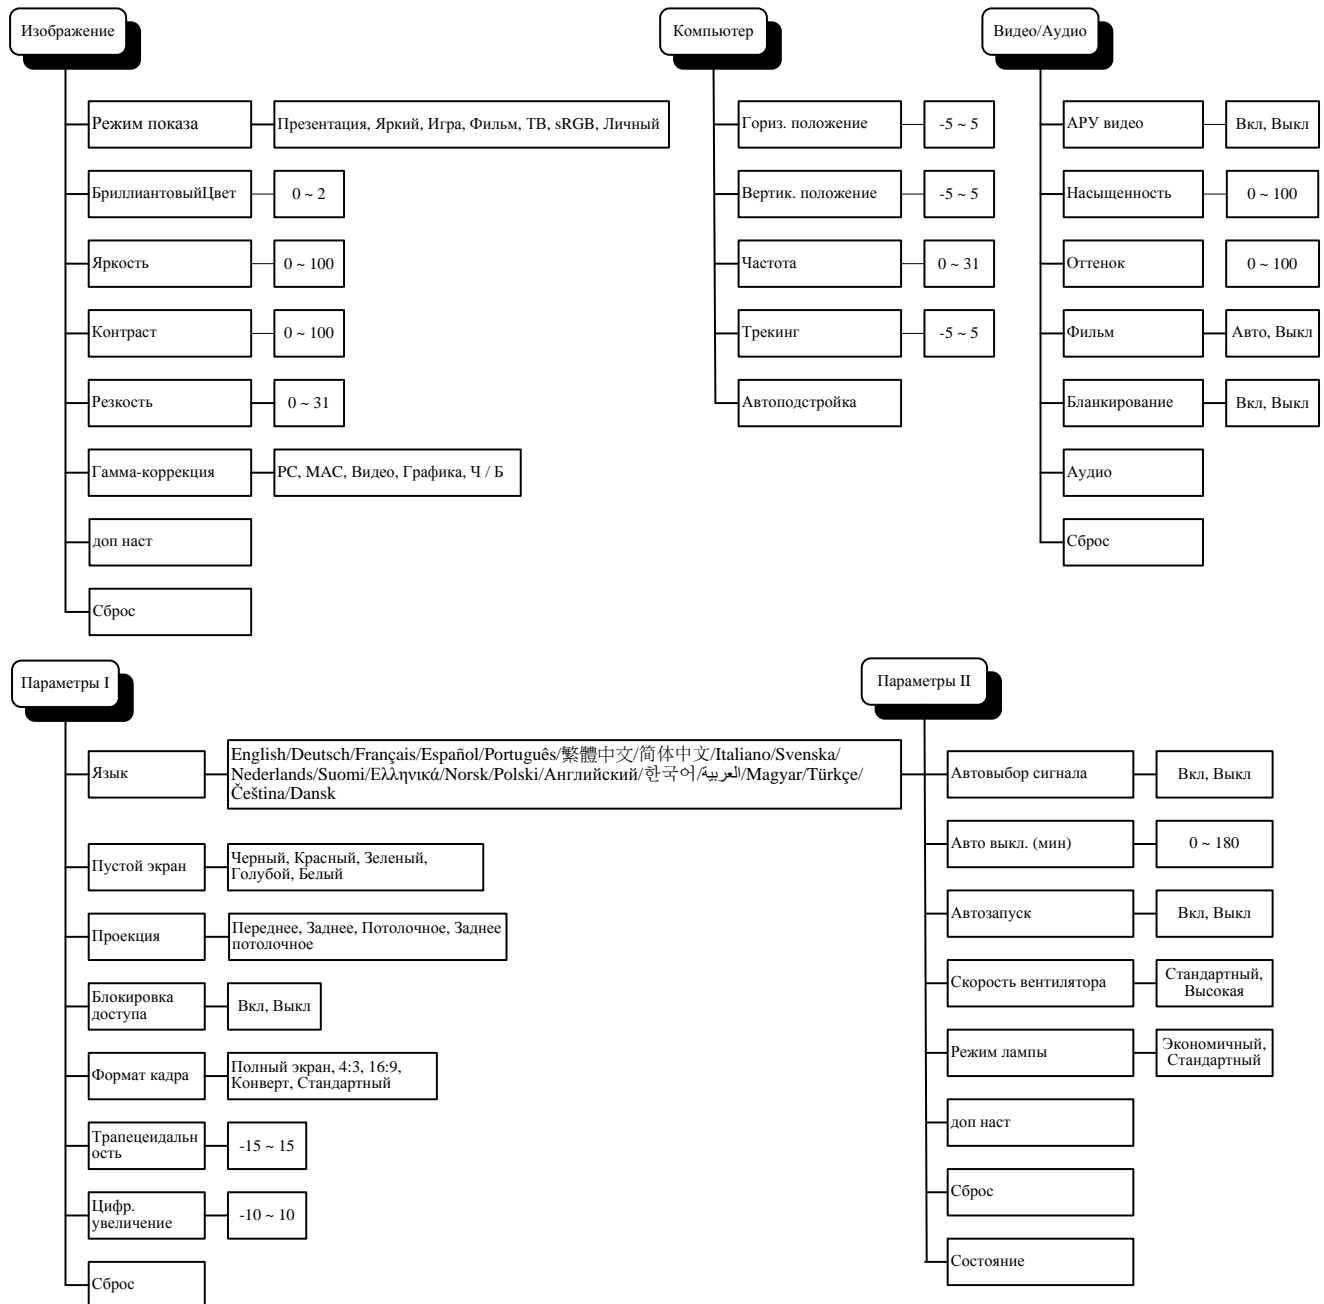 Изображение
Режим показа
Презентация, Яркий, Игра, Фильм, ТВ, sRGB, Личный
БриллиантовыйЦвет
0 ~ 2
Яркость
0 ~ 100
Контраст
0 ~ 100
Резкость
0 ~ 31
Гамма-коррекция
PC, MAC, Видео, Графика, Ч / Б
доп наст
Сброс
Компьютер
Гориз. положение
-5 ~ 5
Вертик. положение
-5 ~ 5
Частота
0 ~ 31
Трекинг
-5 ~ 5
Автоподстройка
Видео/Аудио
АРУ видео
Вкл, Выкл
Насыщенность
0 ~ 100
Оттенок
0 ~ 100
Фильм
Авто, Выкл
Бланкирование
Вкл, Выкл
Аудио
Сброс
Параметры I
Язык
English/Deutsch/Français/Español/Português/繁體中文/简体中文/Italiano/Svenska/
Nederlands/Suomi/Ελληνικά/Norsk/Polski/Английский/한국어/العربية/Magyar/Türkçe/
Čeština/Dansk
Пустой экран
Черный, Красный, Зеленый,
Голубой, Белый
Проекция
Переднее, Заднее, Потолочное, Заднее
потолочное
Блокировка
доступа
Вкл, Выкл
Формат кадра
Полный экран, 4:3, 16:9,
Конверт, Стандартный
Трапецеидальн
ость
-15 ~ 15
Цифр.
увеличение
-10 ~ 10
Сброс
Параметры II
Автовыбор сигнала
Вкл, Выкл
Авто выкл. (мин)
0 ~ 180
Автозапуск
Вкл, Выкл
Скорость вентилятора
Стандартный,
Высокая
Режим лампы
Экономичный,
Стандартный
доп наст
Сброс
Состояние